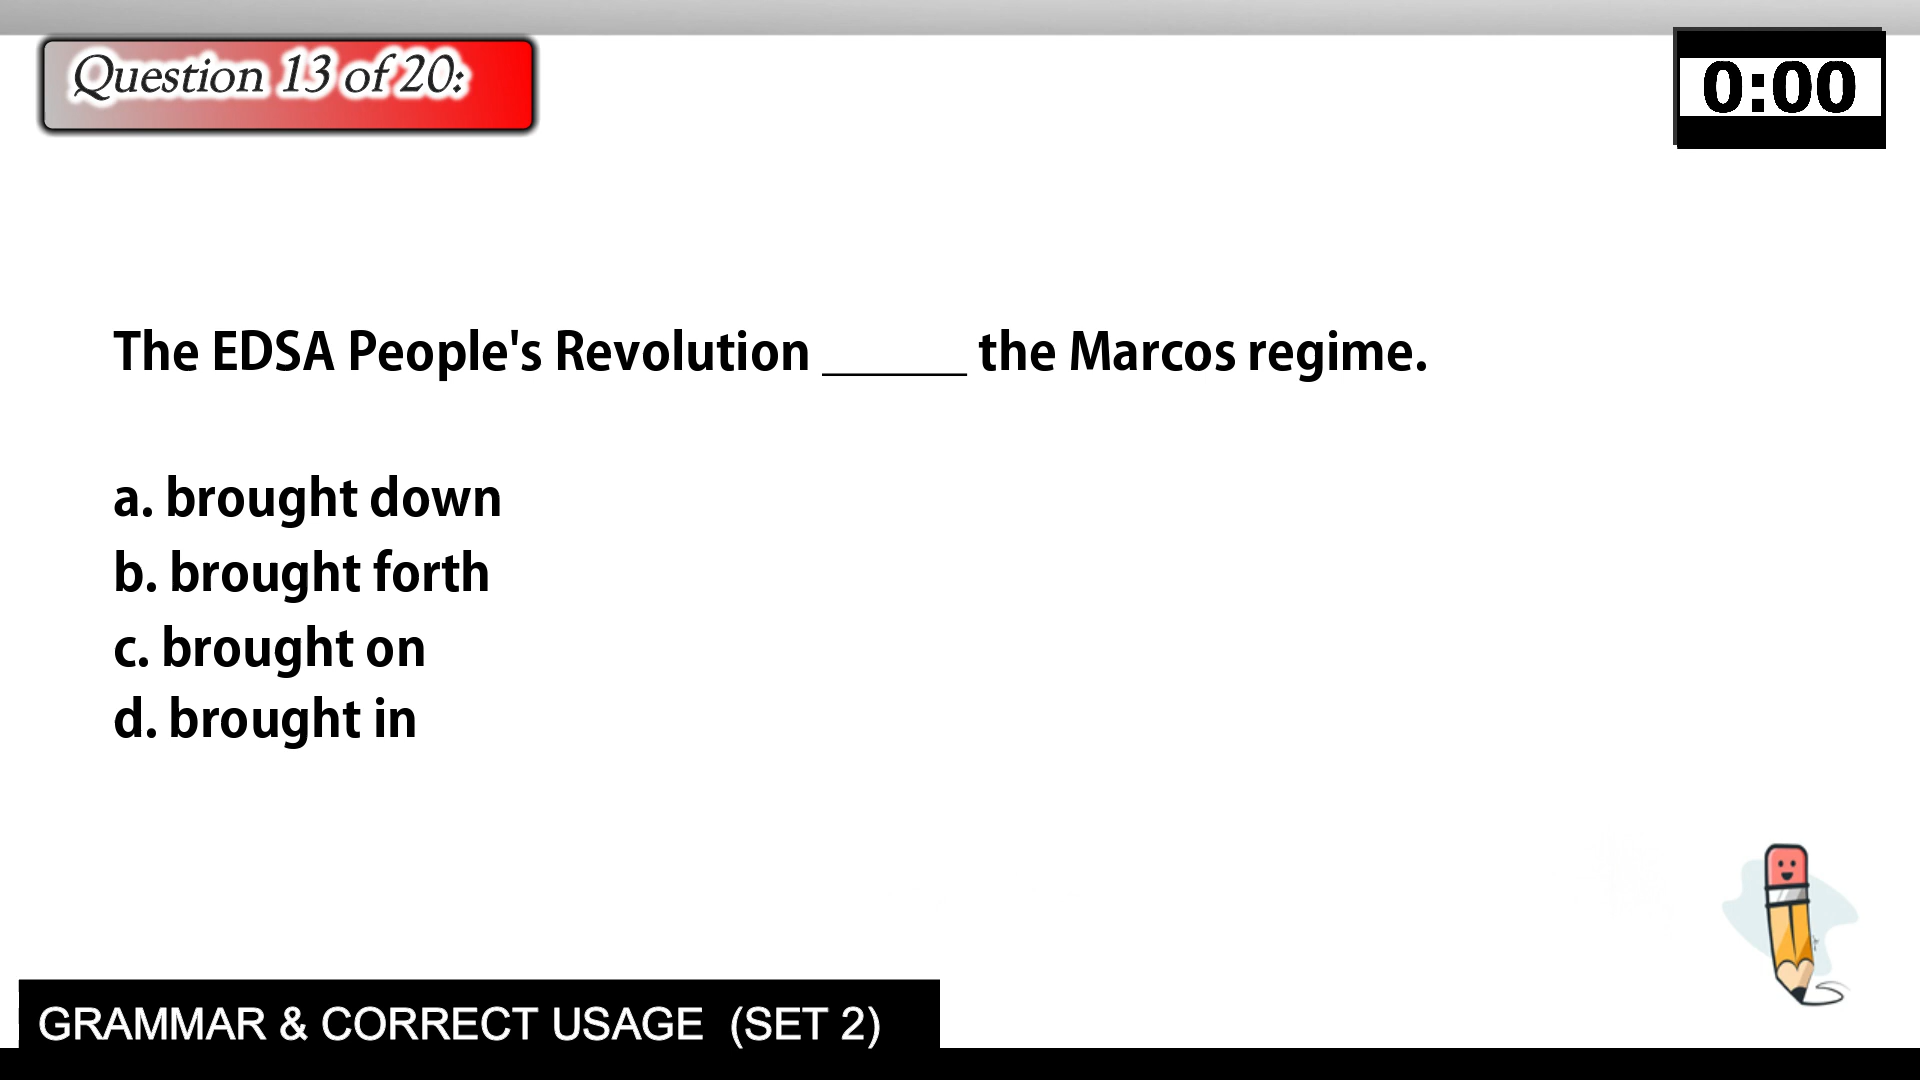 Question 13 of 20:
0:00
The EDSA People's Revolution ______ the Marcos regime.
a. brought down
b. brought forth
c. brought on
d. brought in
GRAMMAR & CORRECT USAGE (SET 2)